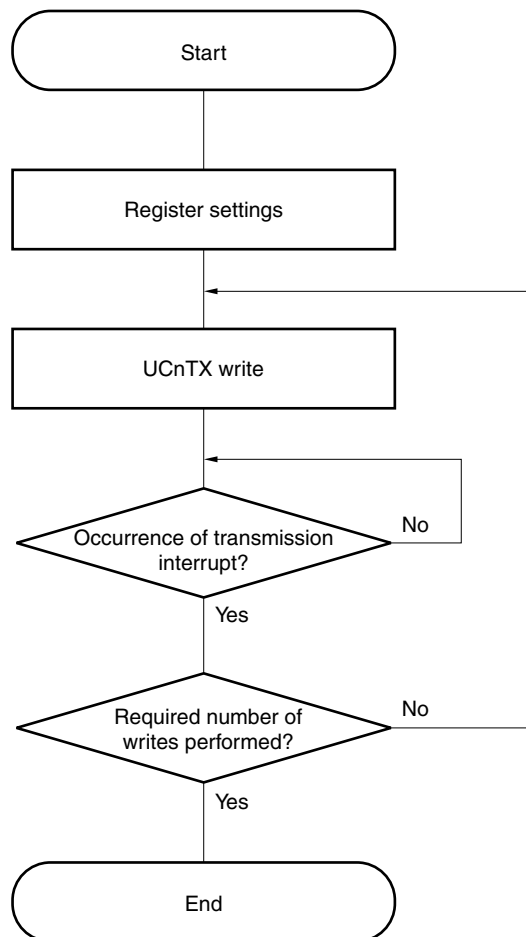 Start
Register settings
UCnTX write
No
Occurrence of transmission
interrupt?
Yes
No
Required number of
writes performed?
Yes
End